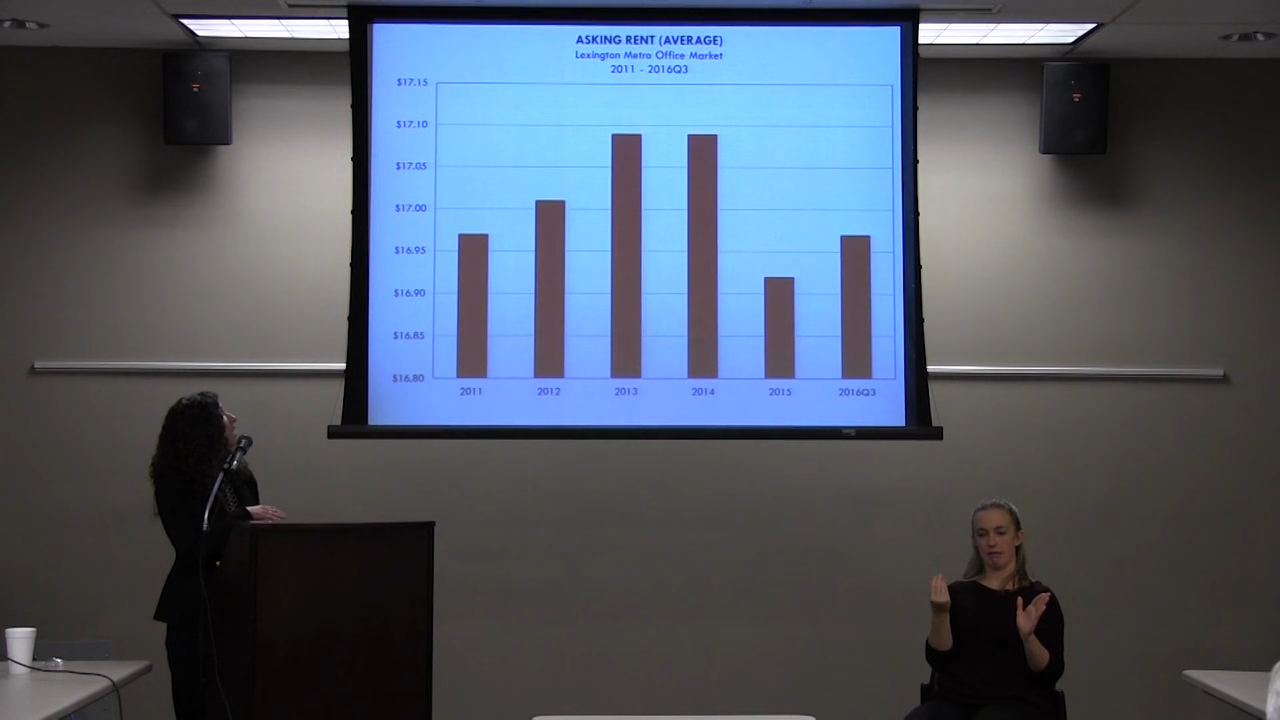 ASKING RENT (AVERAGE)
Lexington Metro Office Market
2011 - 2016Q3
$17.15
$17.10
$17.05
$17.00
$16.95
$16.90
$16.85
$16.80
2011 2012 2013 2014 2015 2016Q3